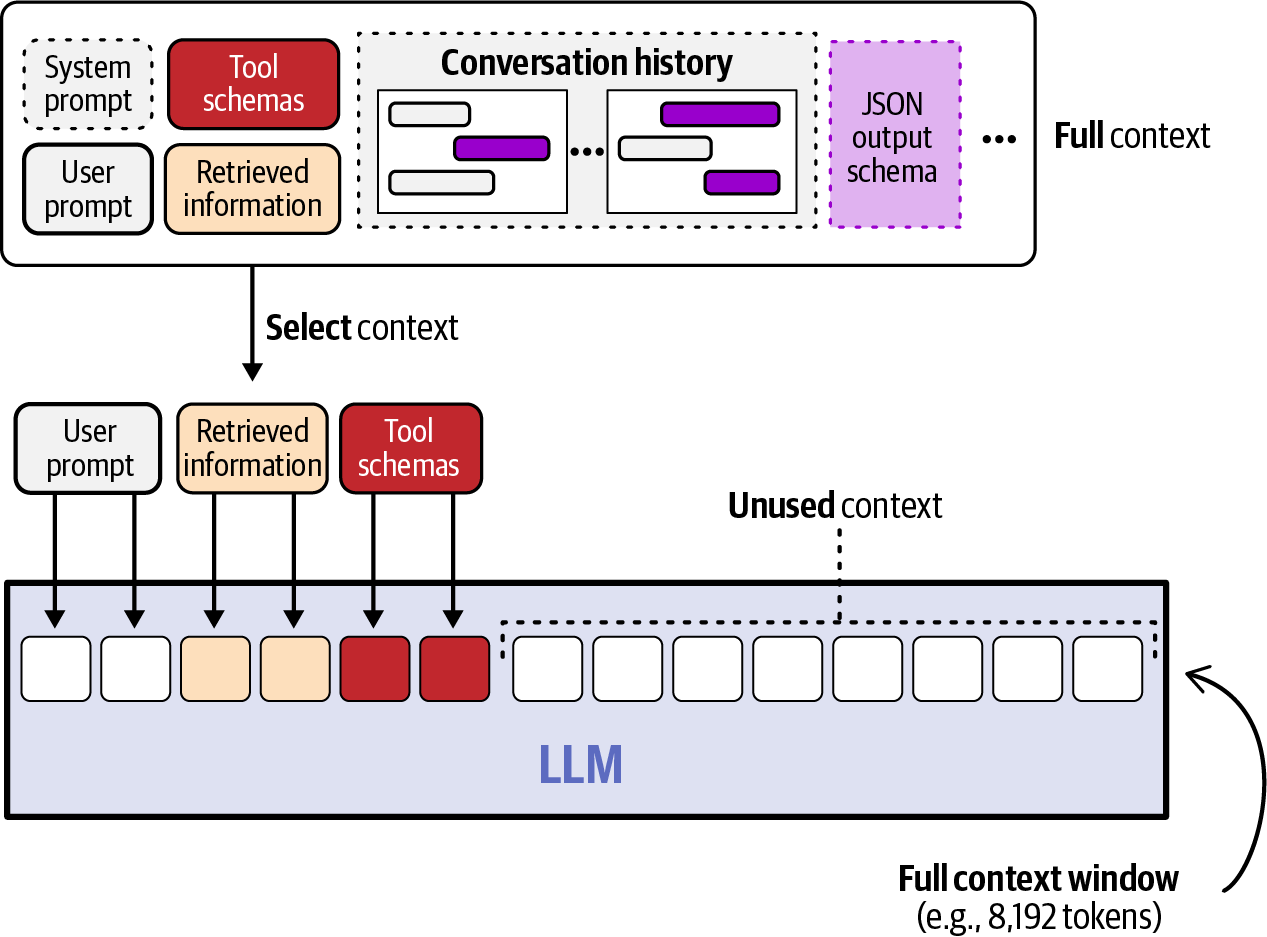 System
prompt
Tool
schemas
User
prompt
Retrieved
information
Conversation history
JSON
output
schema
Full context
Select context
User
prompt
Retrieved
information
Tool
schemas
Unused context
LLM
Full context window
(e.g., 8,192 tokens)